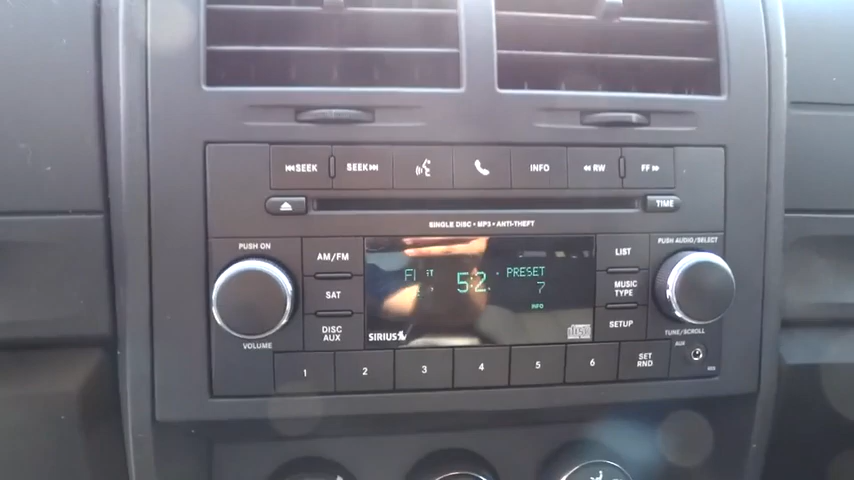 SEEK SEEK INFO RW FF
TIME
SINGLE DISC • MP3 • ANTI-THEFT
PUSH ON PUSH AUDIO/SELECT
AM/FM LIST
PRESET
7
SAT MUSIC TYPE
INFO
DISC AUX SETUP
SIRIUS
VOLUME TUNE/SCROLL
AUX
1 2 3 4 5 6 SET RND